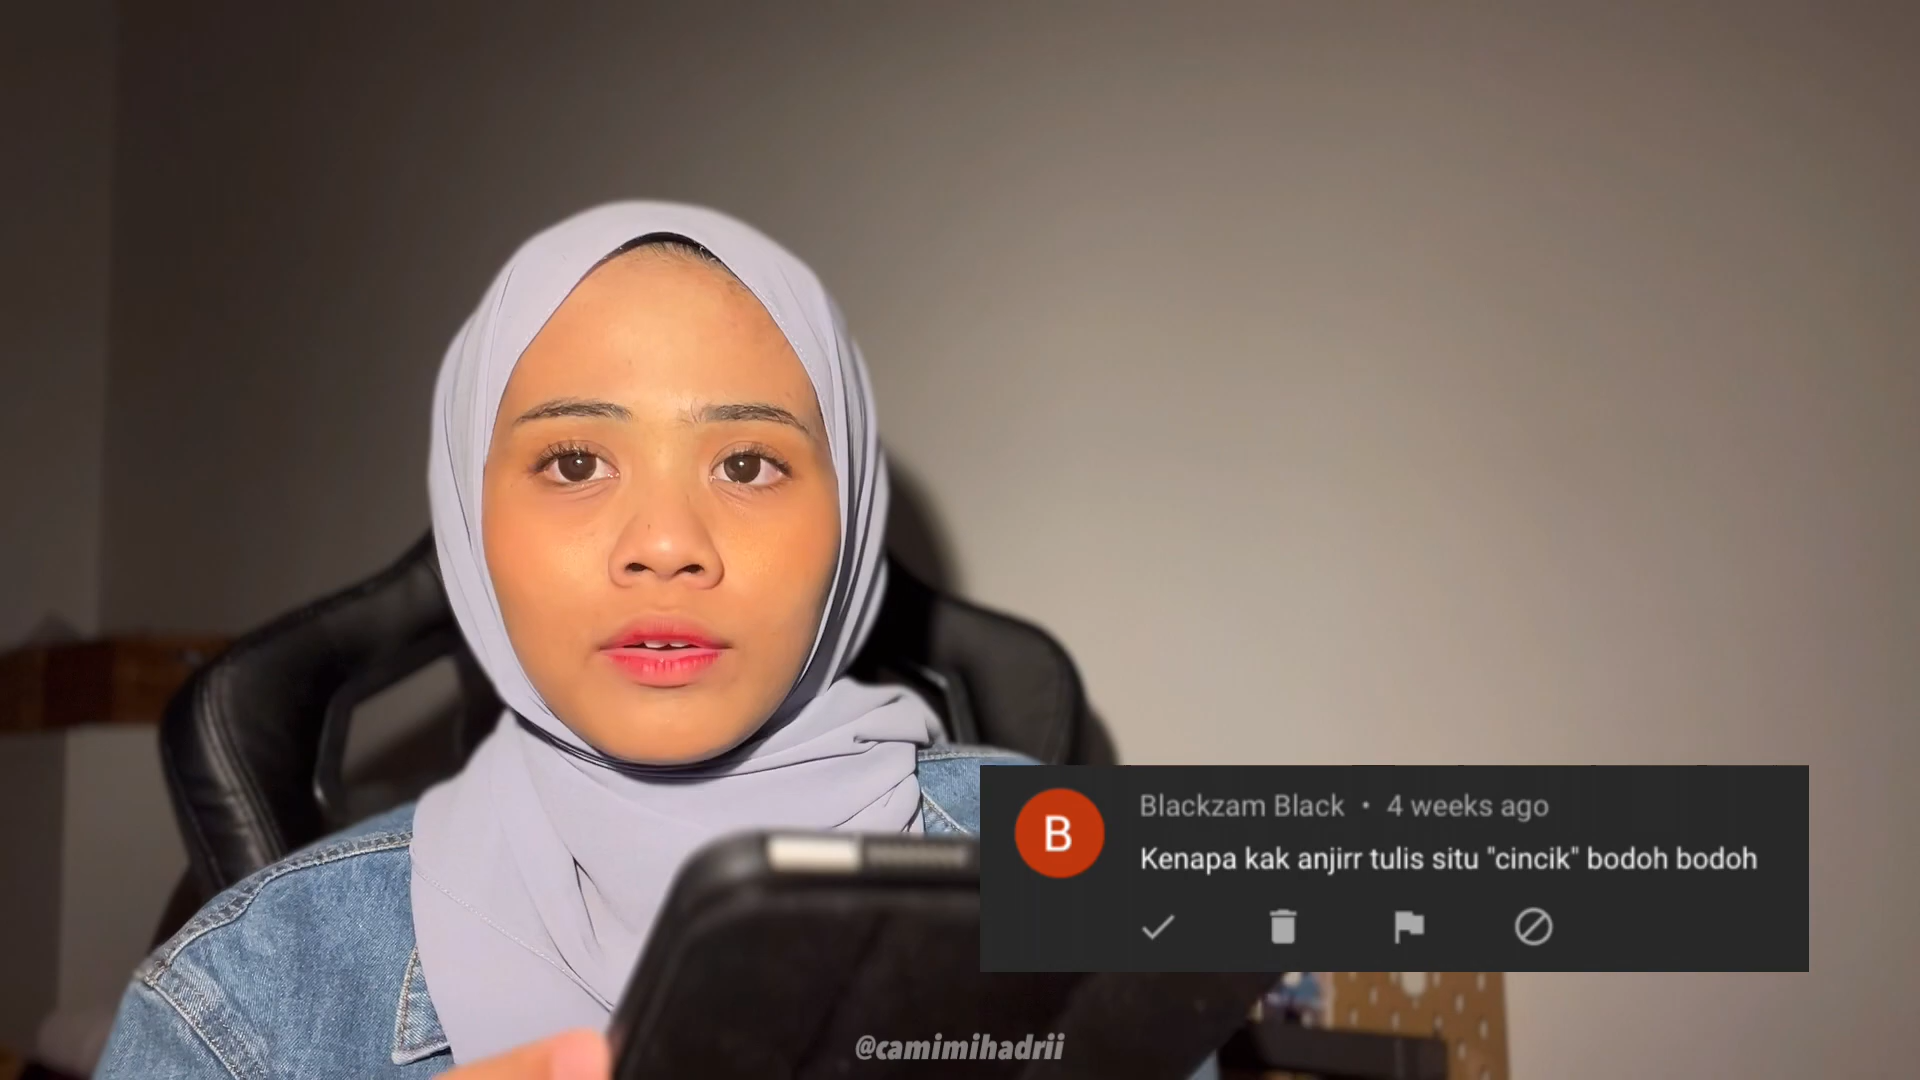 B
Blackzam Black • 4 weeks ago
Kenapa kak anjirr tulis situ "cincik" bodoh bodoh
@camimihadrii